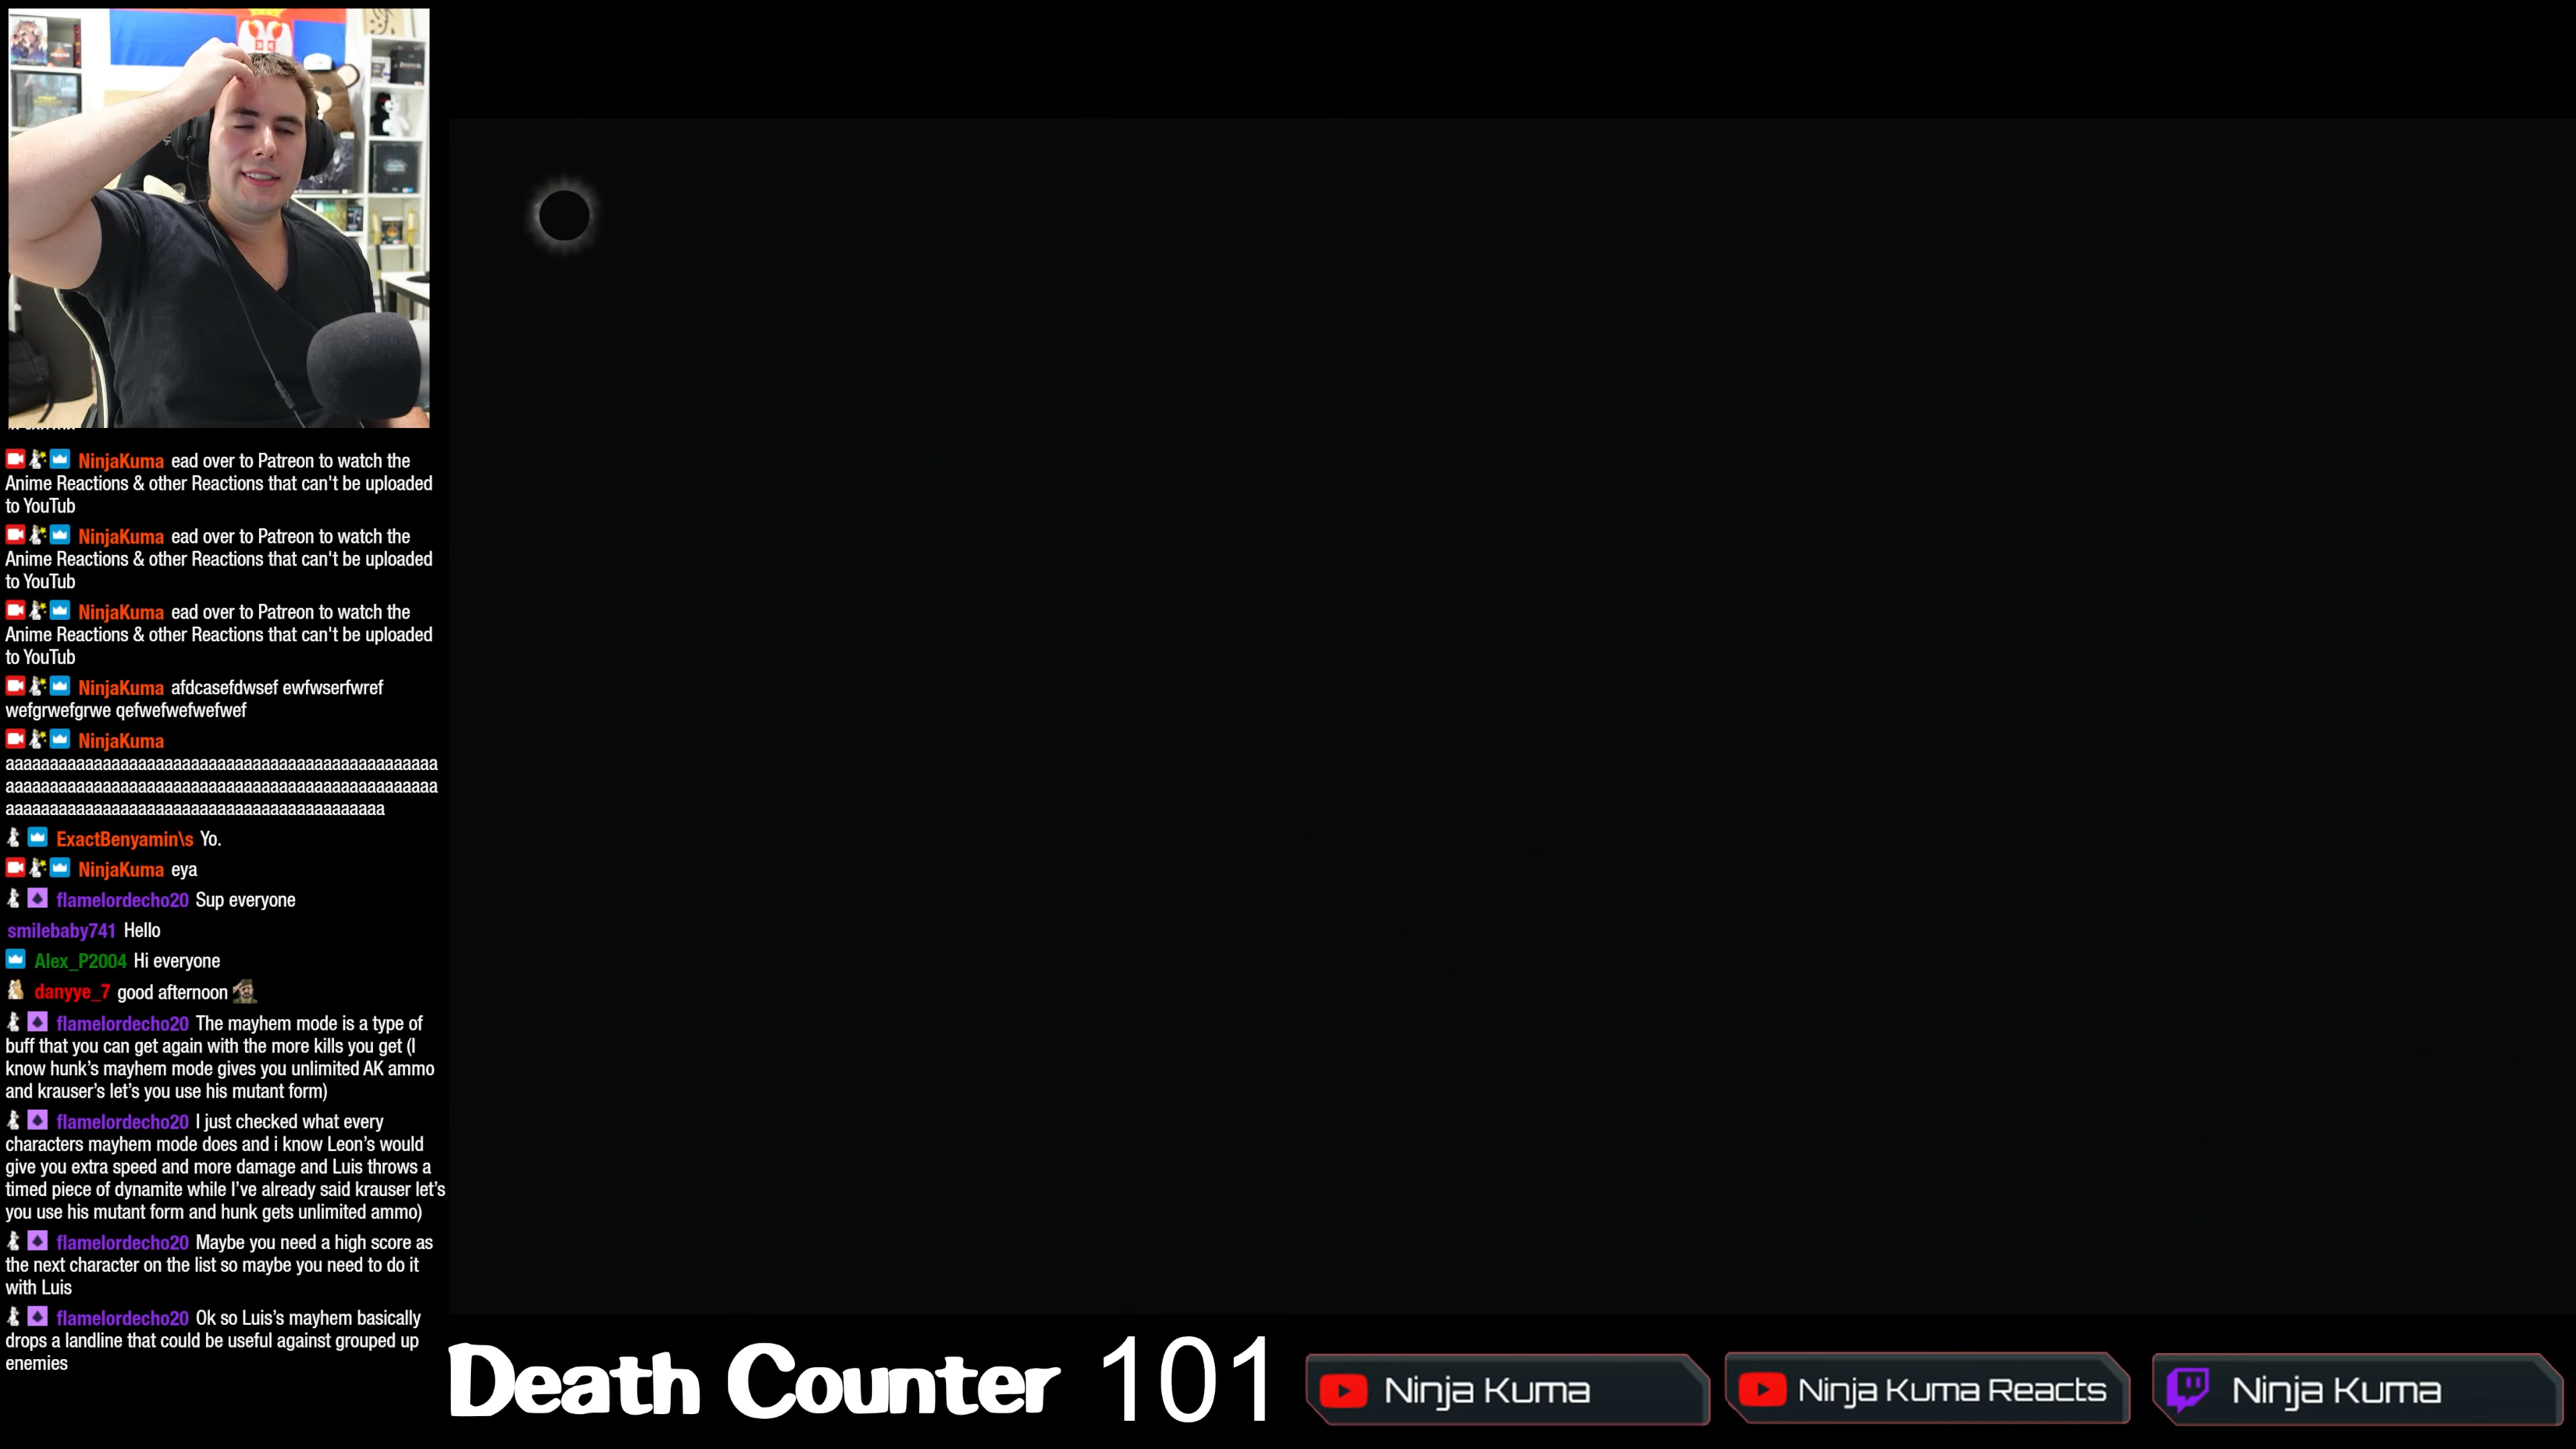 NinjaKuma ead over to Patreon to watch the
Anime Reactions & other Reactions that can't be uploaded
to YouTub
NinjaKuma ead over to Patreon to watch the
Anime Reactions & other Reactions that can't be uploaded
to YouTub
NinjaKuma ead over to Patreon to watch the
Anime Reactions & other Reactions that can't be uploaded
to YouTub
NinjaKuma afdcasefdwsef ewfwserfwref
wefgrwefgrwe qefwefwefwefwef
NinjaKuma
aaaaaaaaaaaaaaaaaaaaaaaaaaaaaaaaaaaaaaaaaaaaaaaaa
aaaaaaaaaaaaaaaaaaaaaaaaaaaaaaaaaaaaaaaaaaaaaaaaa
aaaaaaaaaaaaaaaaaaaaaaaaaaaaaaaaaaaaaaaaaaa
ExactBenyamin\s Yo.
NinjaKuma eya
flamelordecho20 Sup everyone
smilebaby741 Hello
Alex_P2004 Hi everyone
danyye_7 good afternoon
flamelordecho20 The mayhem mode is a type of
buff that you can get again with the more kills you get (I
know hunk's mayhem mode gives you unlimited AK ammo
and krauser's let's you use his mutant form)
flamelordecho20 I just checked what every
characters mayhem mode does and i know Leon's would
give you extra speed and more damage and Luis throws a
timed piece of dynamite while I've already said krauser let's
you use his mutant form and hunk gets unlimited ammo)
flamelordecho20 Maybe you need a high score as
the next character on the list so maybe you need to do it
with Luis
flamelordecho20 Ok so Luis's mayhem basically
drops a landline that could be useful against grouped up
enemies
Death Counter 101
Ninja Kuma
Ninja Kuma Reacts
Ninja Kuma